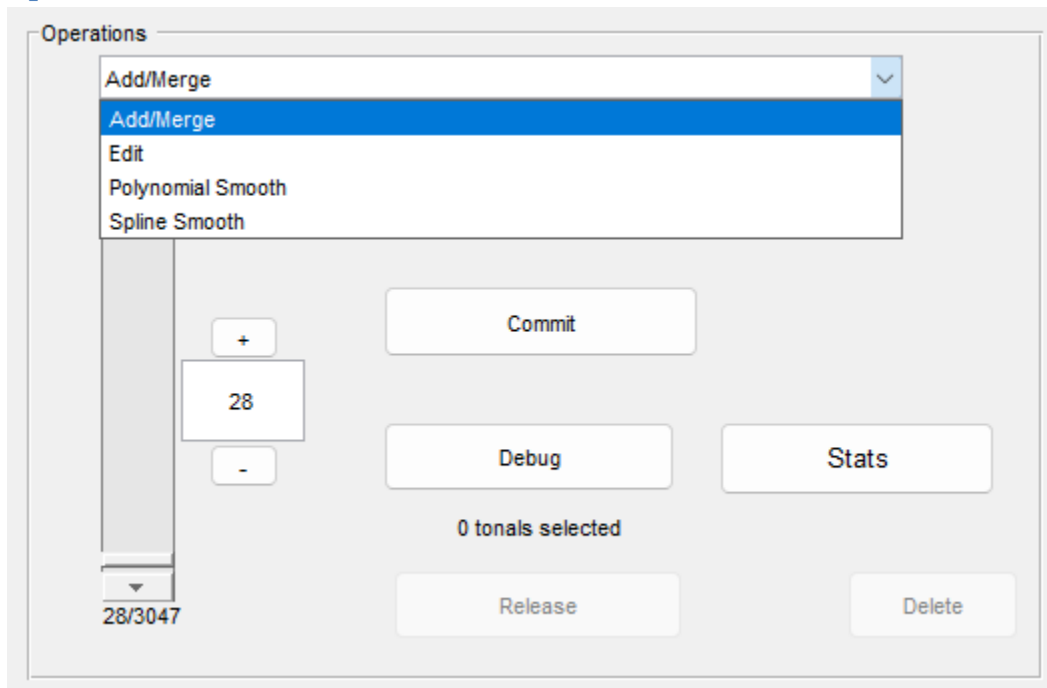 Operations
Add/Merge
Add/Merge
Edit
Polynomial Smooth
Spline Smooth
+
Commit
28
-
Debug
Stats
0 tonals selected
28/3047
Release
Delete